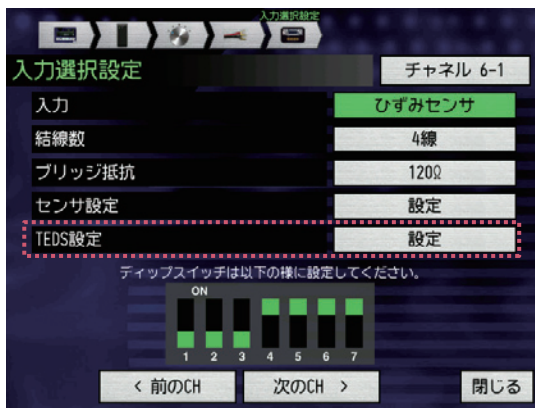 入力選択設定
入力選択設定 チャネル 6-1
入力 ひずみセンサ
結線数 4線
ブリッジ抵抗 120Ω
センサ設定 設定
TEDS設定 設定
ディップスイッチは以下の様に設定してください。
ON
1 2 3 4 5 6 7
< 前のCH 次のCH > 閉じる